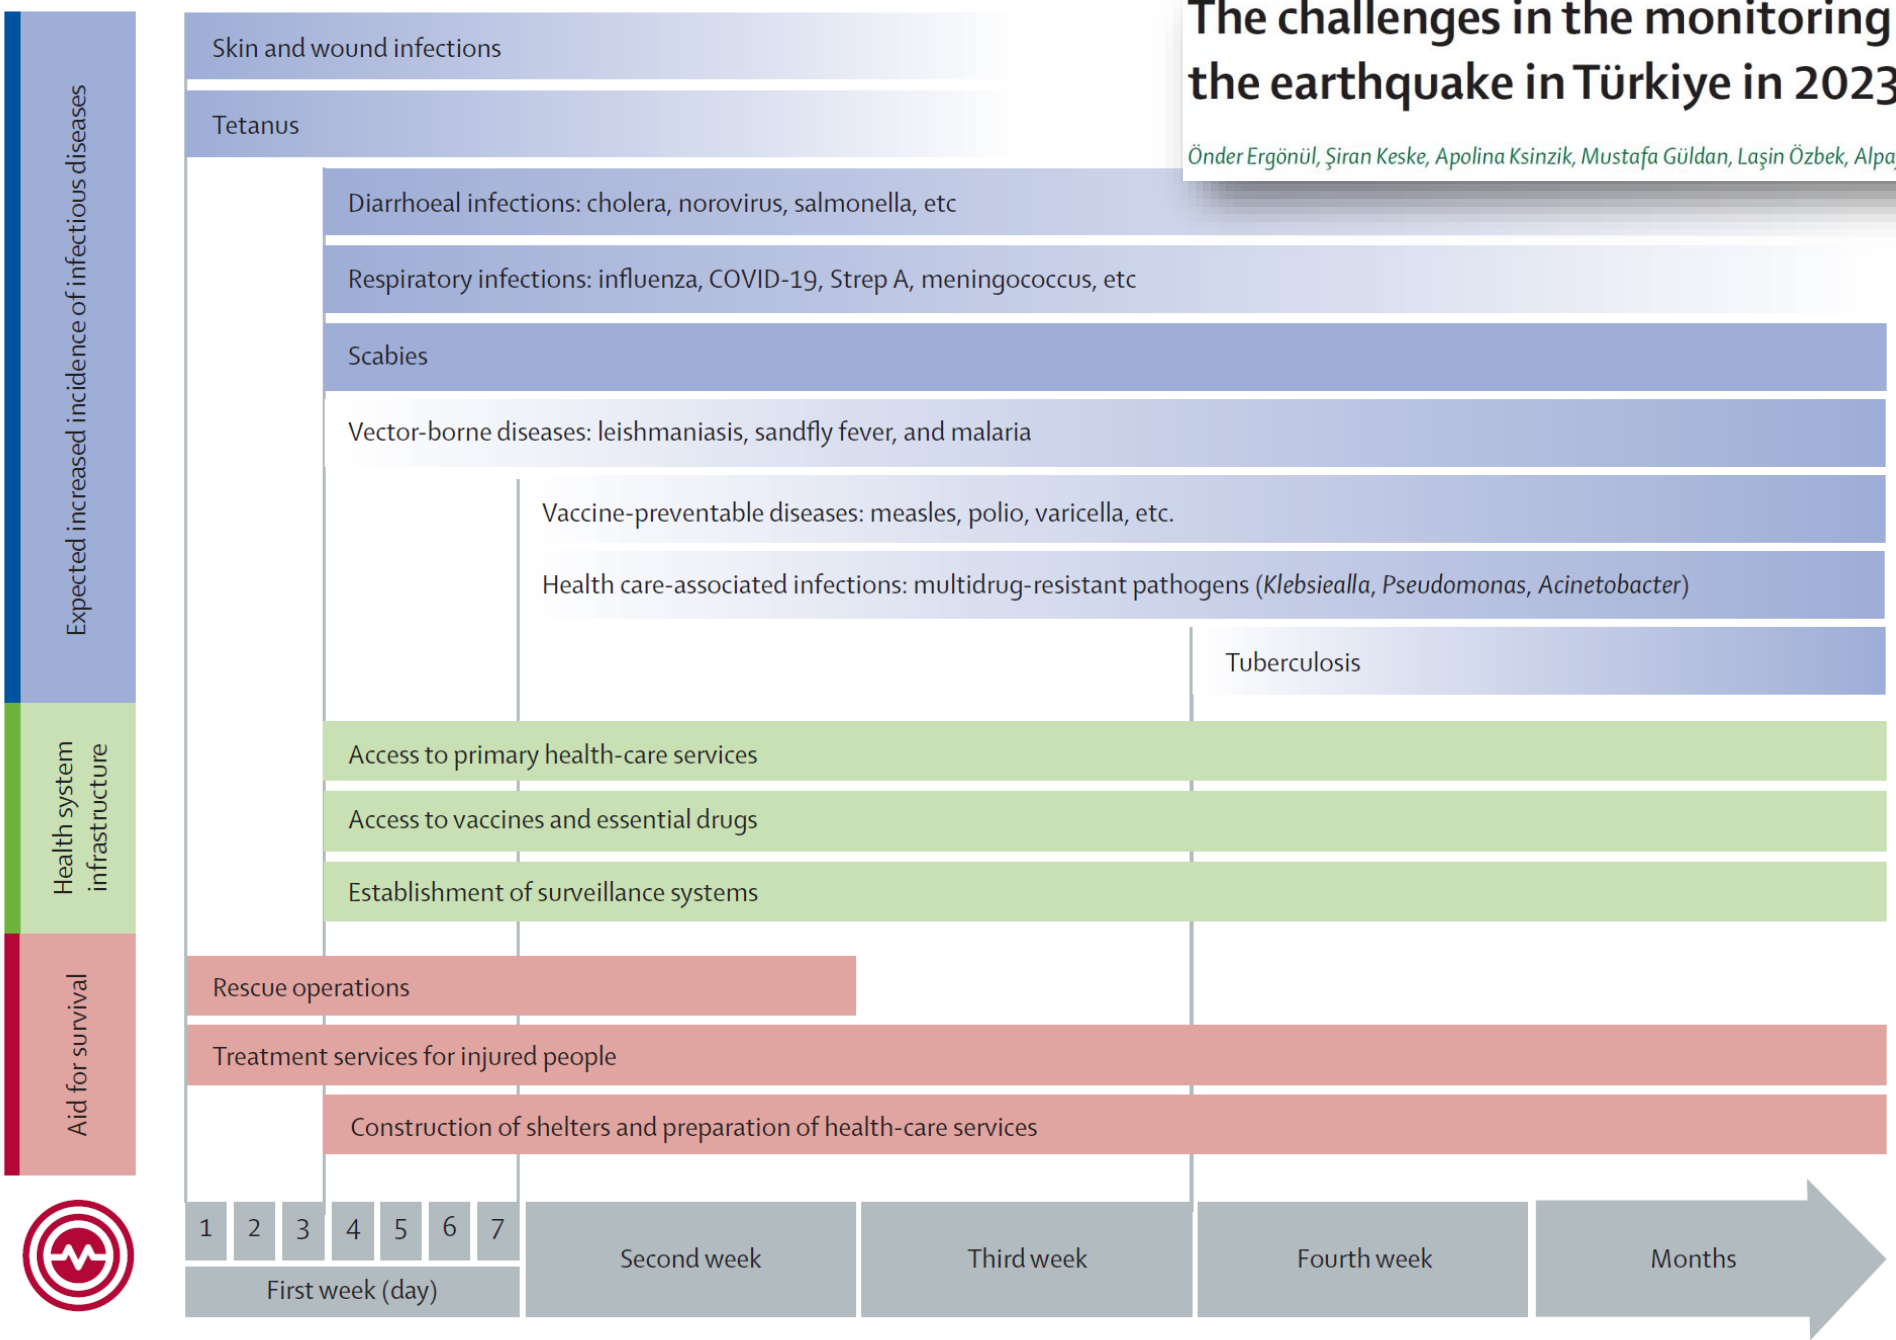 The challenges in the monitoring
the earthquake in Türkiye in 2023
Önder Ergönül, Şiran Keske, Apolina Ksinzik, Mustafa Güldan, Laşin Özbek,
Expected increased incidence of infectious diseases
Skin and wound infections
Tetanus
Diarrhoeal infections: cholera, norovirus, salmonella, etc
Respiratory infections: influenza, COVID-19, Strep A, meningococcus, etc
Scabies
Vector-borne diseases: leishmaniasis, sandfly fever, and malaria
Vaccine-preventable diseases: measles, polio, varicella, etc.
Health care-associated infections: multidrug-resistant pathogens (Klebsiealla, Pseudomonas, Acinetobacter)
Tuberculosis
Health system
infrastructure
Access to primary health-care services
Access to vaccines and essential drugs
Establishment of surveillance systems
Aid for survival
Rescue operations
Treatment services for injured people
Construction of shelters and preparation of health-care services
1 2 3 4 5 6 7
First week (day)
Second week
Third week
Fourth week
Months